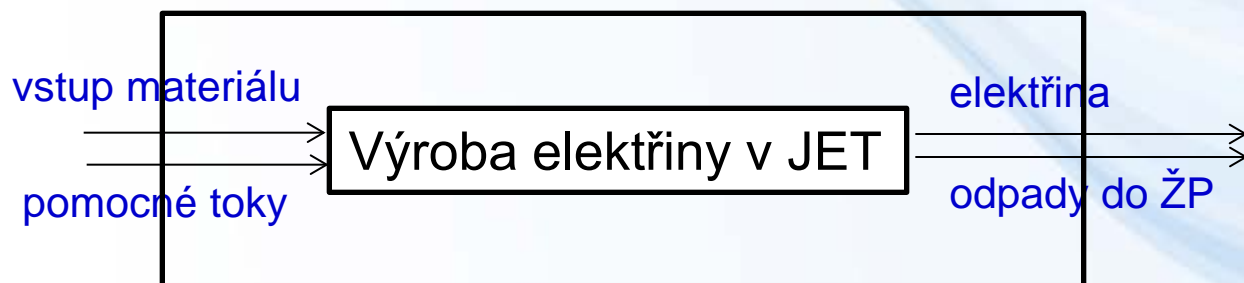 vstup materiálu
pomocné toky
Výroba elektřiny v JET
elektřina
odpady do ŽP